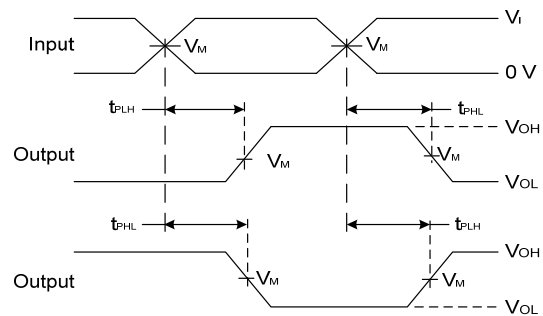 Input VM VM VI
0 V
tPLH tPHL
Output VM VM VOH
VOL
tPHL tPLH
Output VM VM VOH
VOL